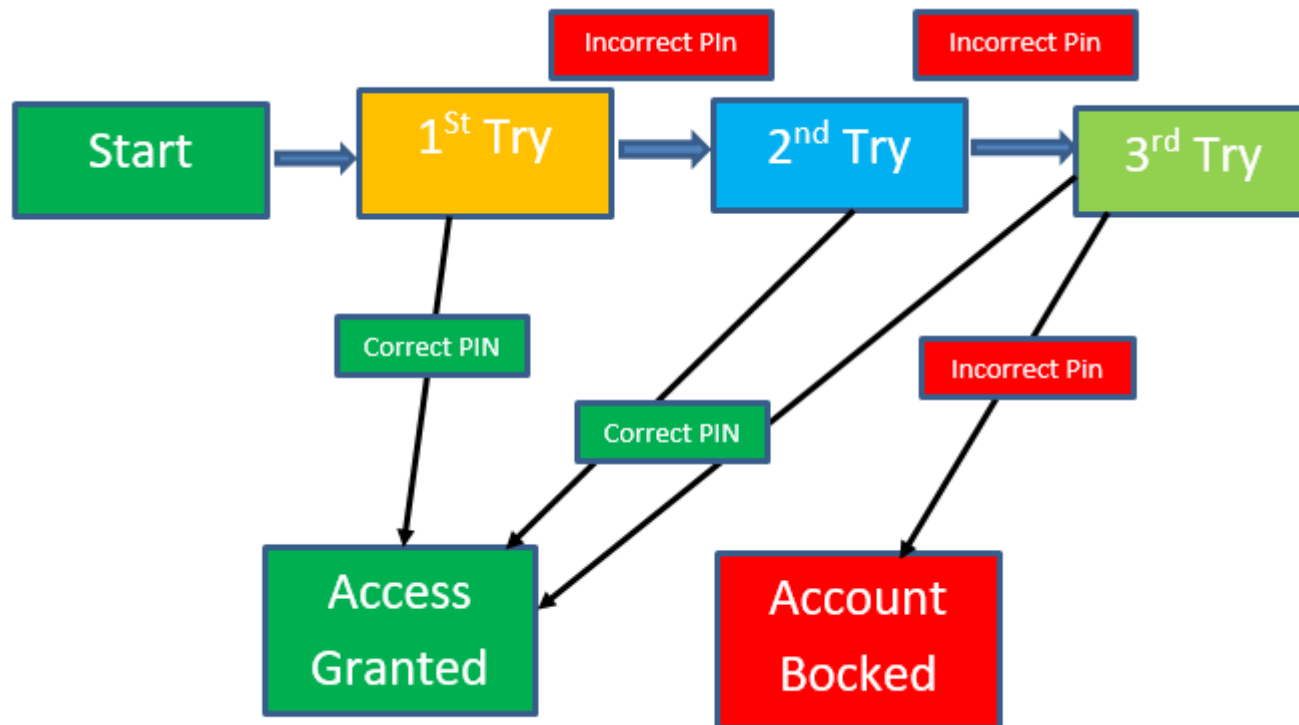 Incorrect PIn
Incorrect Pin
Start
1St Try
2nd Try
3rd Try
Correct PIN
Incorrect Pin
Correct PIN
Access
Granted
Account
Bocked